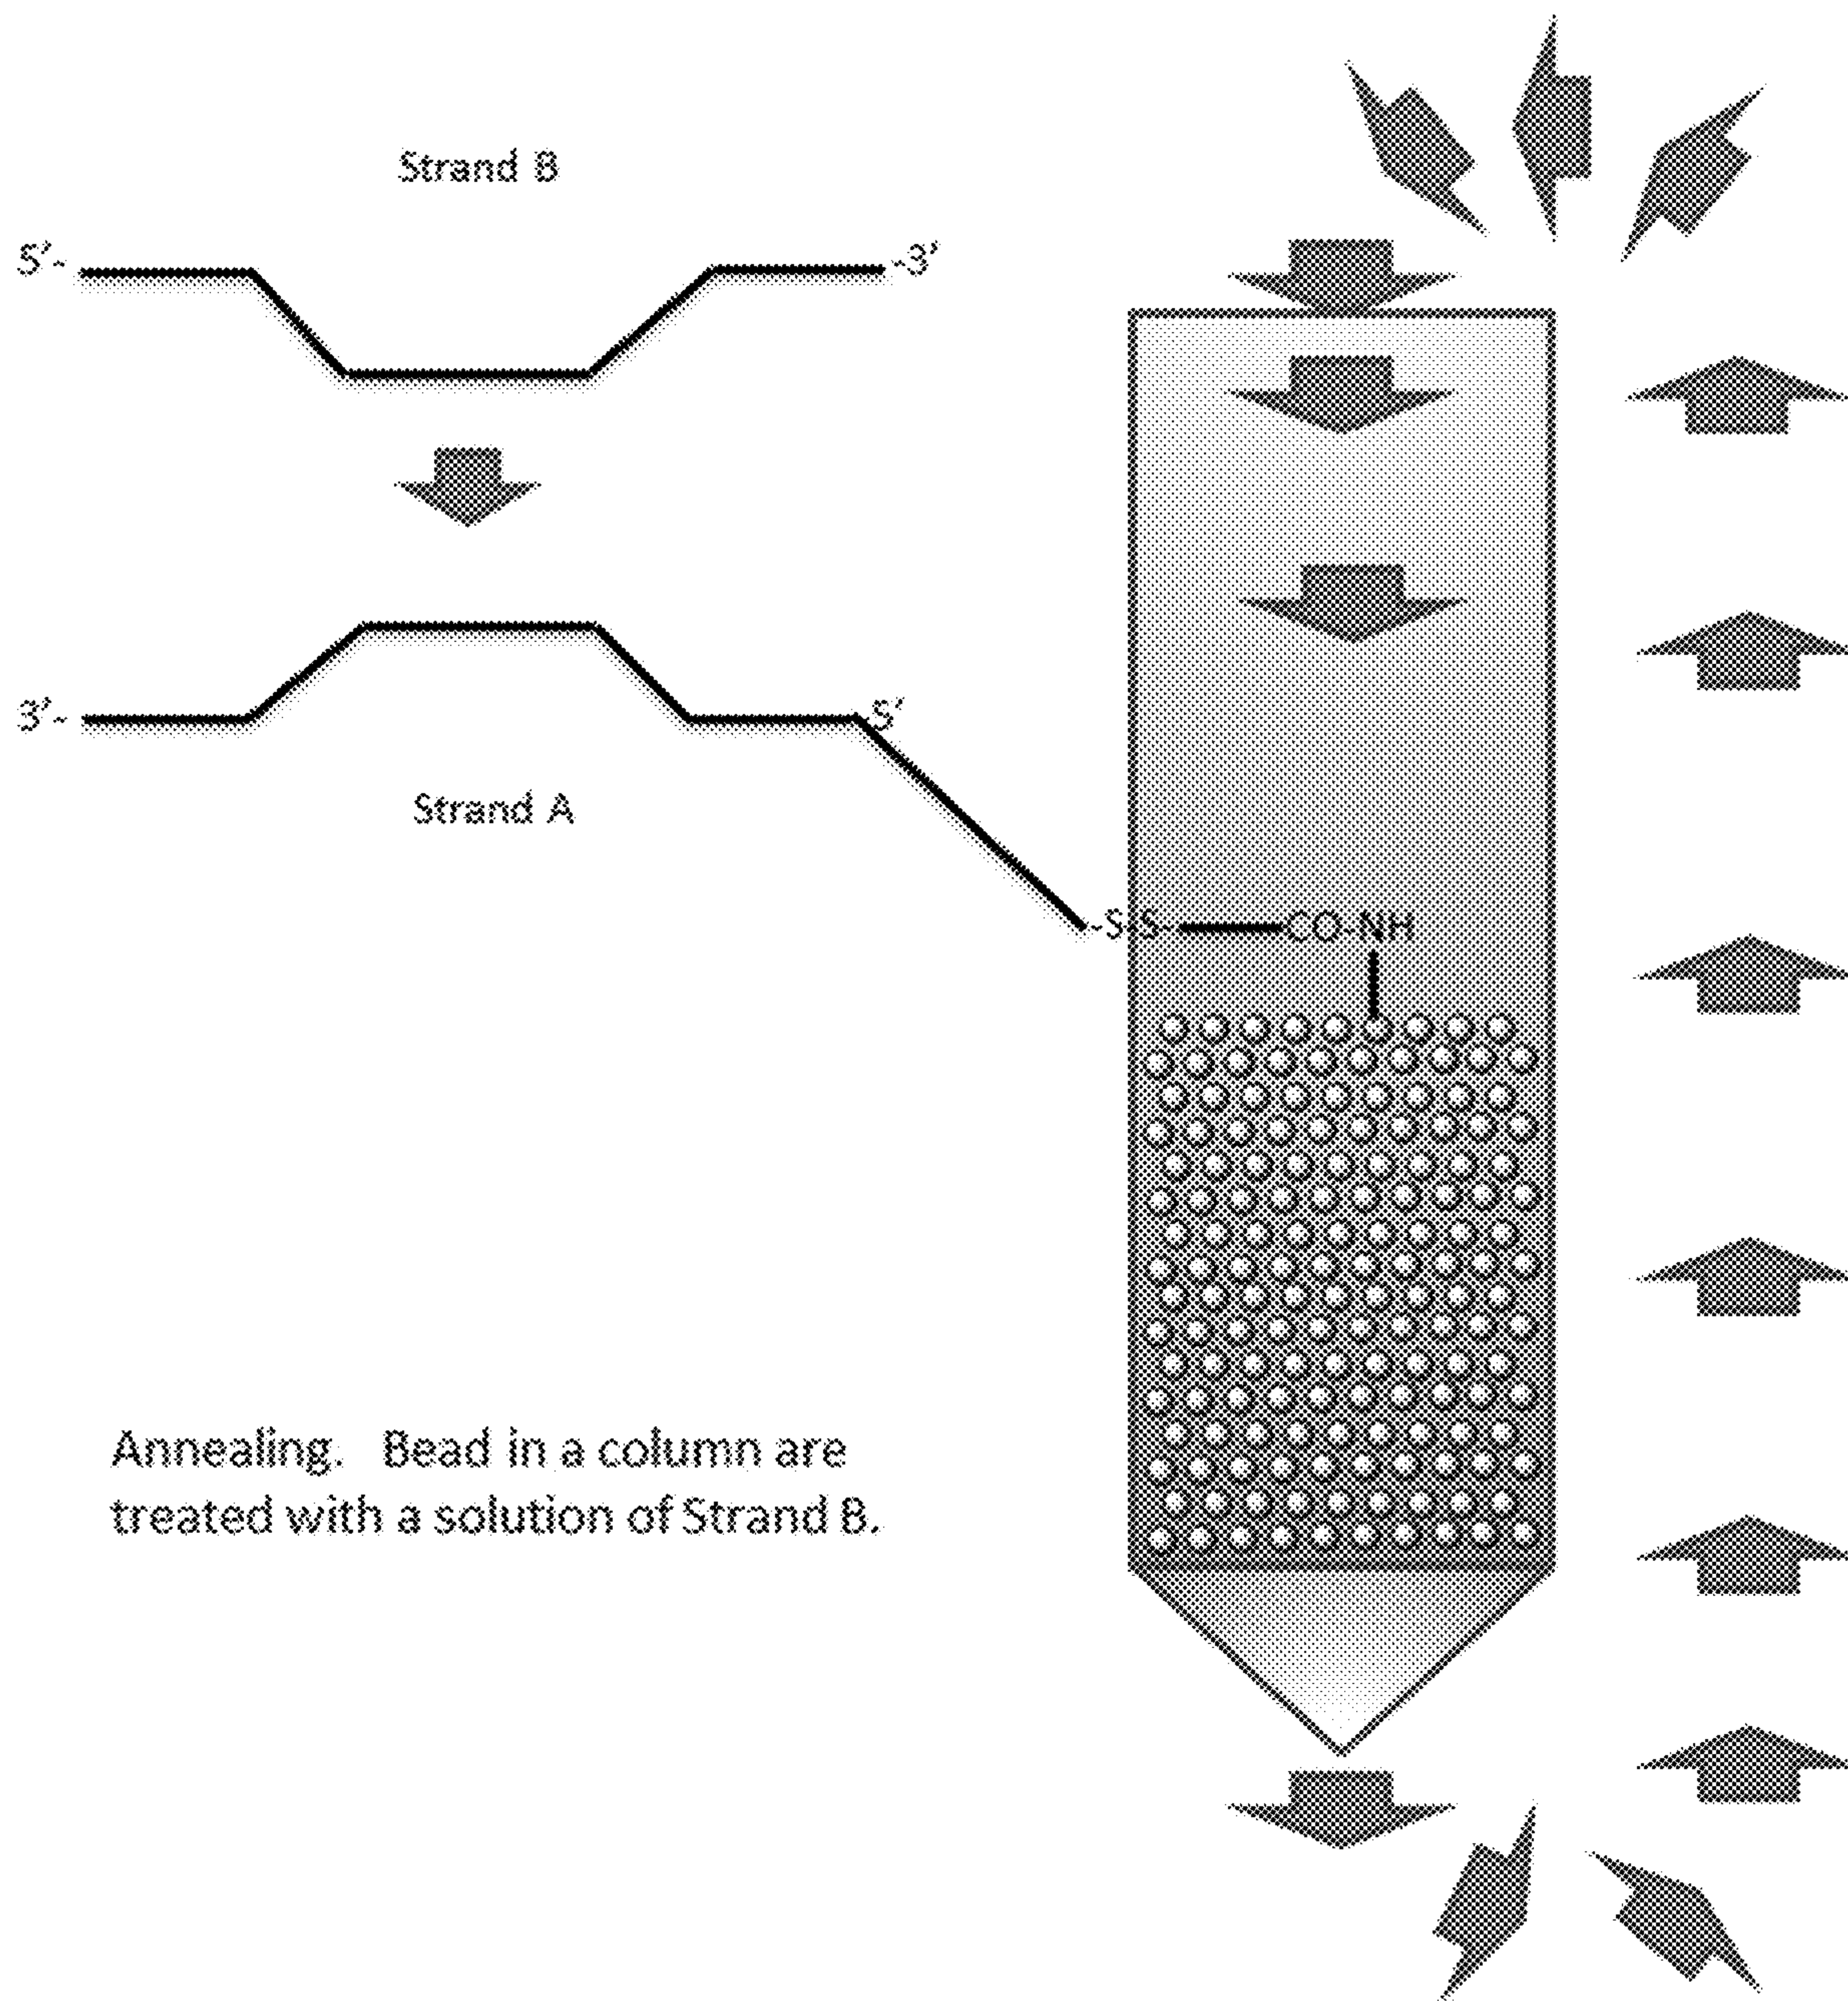 Strand B
5'- -3'
3'- -5'
Strand A
-S-S- CO-NH
Annealing. Bead in a column are
treated with a solution of Strand B.